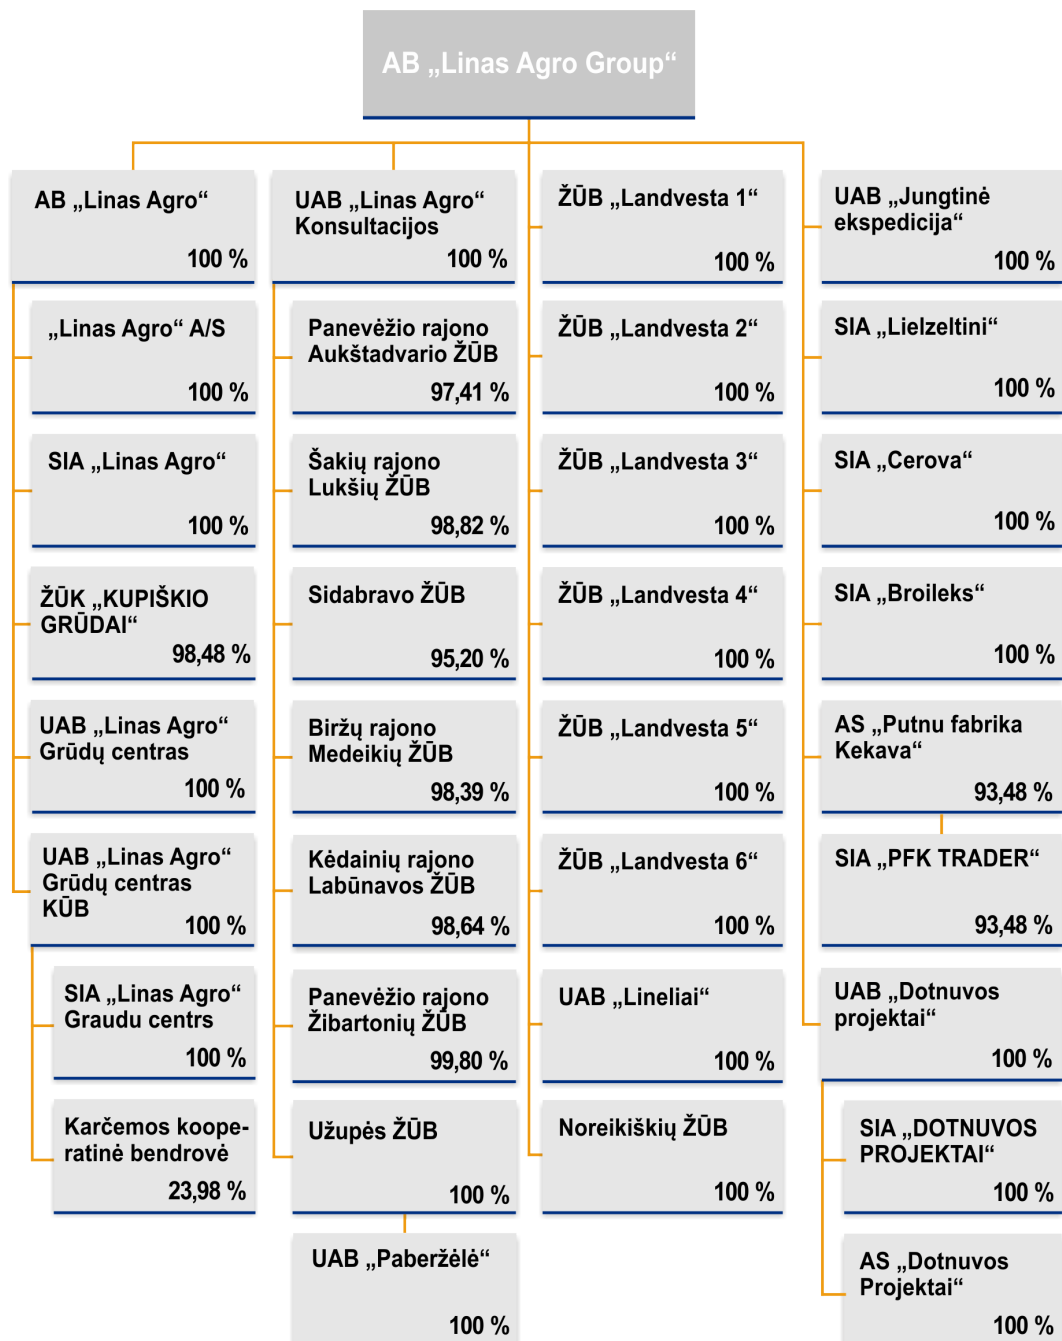 AB „Linas Agro Group“
AB „Linas Agro“
100 %
„Linas Agro“ A/S
100 %
SIA „Linas Agro“
100 %
ŽŪK „KUPIŠKIO
GRŪDAI“
98,48 %
UAB „Linas Agro“
Grūdų centras
100 %
UAB „Linas Agro“
Grūdų centras
KŪB
100 %
SIA „Linas Agro“
Graudu centrs
100 %
Karčemos koope-
ratinė bendrovė
23,98 %
UAB „Linas Agro“
Konsultacijos
100 %
Panevėžio rajono
Aukštadvario ŽŪB
97,41 %
Šakių rajono
Lukšių ŽŪB
98,82 %
Sidabravo ŽŪB
95,20 %
Biržų rajono
Medeikių ŽŪB
98,39 %
Kėdainių rajono
Labūnavos ŽŪB
98,64 %
Panevėžio rajono
Žibartonių ŽŪB
99,80 %
Užupės ŽŪB
100 %
UAB „Paberžėlė“
100 %
ŽŪB „Landvesta 1“
100 %
ŽŪB „Landvesta 2“
100 %
ŽŪB „Landvesta 3“
100 %
ŽŪB „Landvesta 4“
100 %
ŽŪB „Landvesta 5“
100 %
ŽŪB „Landvesta 6“
100 %
UAB „Lineliai“
100 %
Noreikiškių ŽŪB
100 %
UAB „Jungtinė
ekspedicija“
100 %
SIA „Lielzeltini“
100 %
SIA „Cerova“
100 %
SIA „Broileks“
100 %
AS „Putnu fabrika
Kekava“
93,48 %
SIA „PFK TRADER“
93,48 %
UAB „Dotnuvos
projektai“
100 %
SIA „DOTNUVOS
PROJEKTAI“
100 %
AS „Dotnuvos
Projektai“
100 %